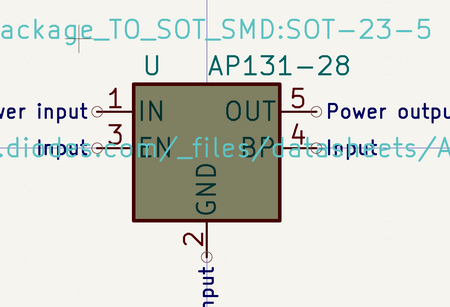 ackage_TO_SOT_SMD:SOT-23-5
U AP131-28
wer input 1 IN OUT 5 Power outpu
Input 3 EN BP 4 Input
.diodes.com/_files/datasheets/A
GND
2
nput